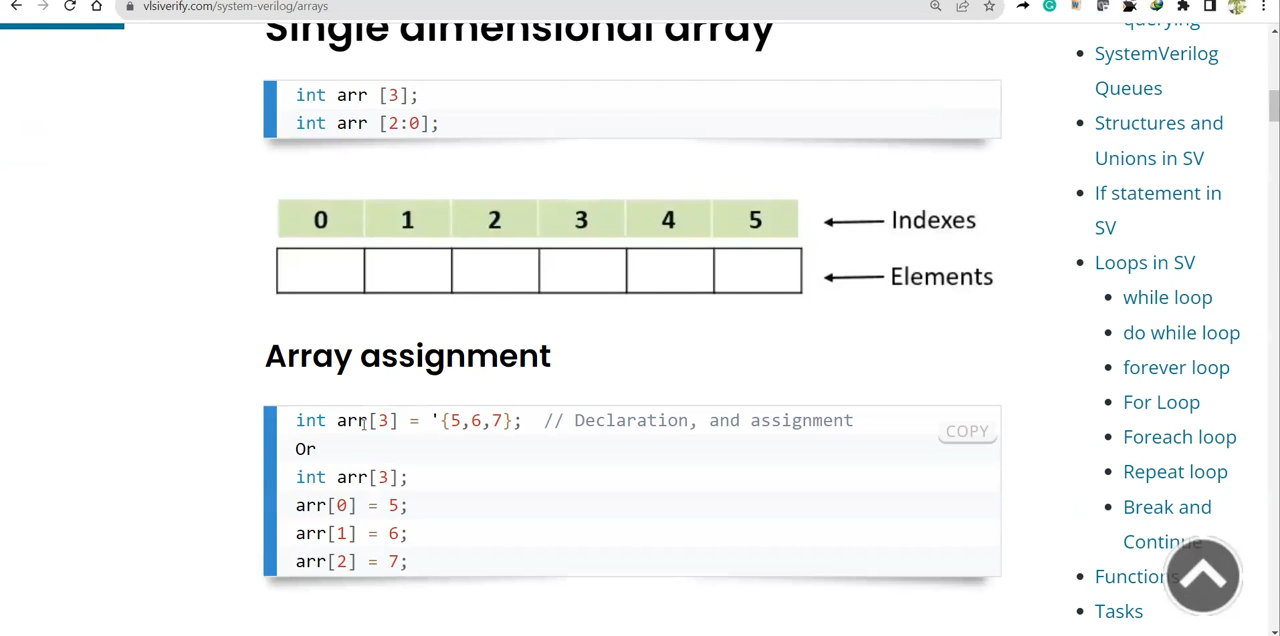 vlsiverify.com/system-verilog/arrays
Single dimensional array
int arr [3];
int arr [2:0];
0 1 2 3 4 5
Indexes
Elements
Array assignment
int arr[3] = '{5,6,7}; // Declaration, and assignment
COPY
Or
int arr[3];
arr[0] = 5;
arr[1] = 6;
arr[2] = 7;
querying
SystemVerilog
Queues
Structures and
Unions in SV
If statement in
SV
Loops in SV
while loop
do while loop
forever loop
For Loop
Foreach loop
Repeat loop
Break and
Continue
Functions
Tasks